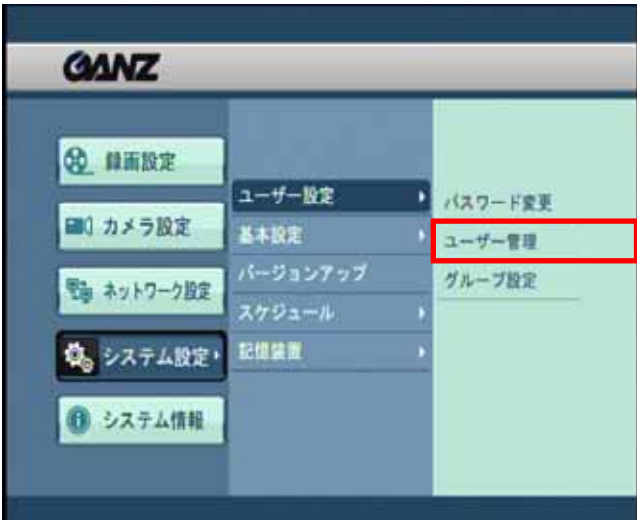 GANZ
録画設定
カメラ設定
ネットワーク設定
システム設定
システム情報
ユーザー設定
基本設定
バージョンアップ
スケジュール
記憶装置
パスワード変更
ユーザー管理
グループ設定